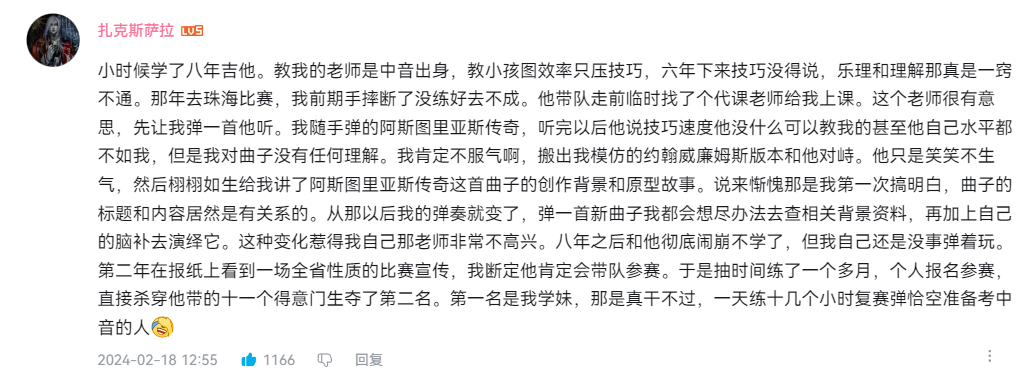 扎克斯萨拉 LV5
小时候学了八年吉他。教我的老师是中音出身，教小孩图效率只压技巧，六年下来技巧没得说，乐理和理解那真是一窍
不通。那年去珠海比赛，我前期手摔断了没练好去不成。他带队走前临时找了个代课老师给我上课。这个老师很有意
思，先让我弹一首他听。我随手弹的阿斯图里亚斯传奇，听完以后他说技巧速度他没什么可以教我的甚至他自己水平都
不如我，但是我对曲子没有任何理解。我肯定不服气啊，搬出我模仿的约翰威廉姆斯版本和他对峙。他只是笑笑不生
气，然后栩栩如生给我讲了阿斯图里亚斯传奇这首曲子的创作背景和原型故事。说来惭愧那是我第一次搞明白，曲子的
标题和内容居然是有关系的。从那以后我的弹奏就变了，弹一首新曲子我都会想尽办法去查相关背景资料，再加上自己
的脑补去演绎它。这种变化惹得我自己那老师非常不高兴。八年之后和他彻底闹崩不学了，但我自己还是没事弹着玩。
第二年在报纸上看到一场全省性质的比赛宣传，我断定他肯定会带队参赛。于是抽时间练了一个多月，个人报名参赛，
直接杀穿他带的十一个得意门生夺了第二名。第一名是我学妹，那是真干不过，一天练十几个小时复赛弹恰空准备考中
音的人
2024-02-18 12:55 1166 回复